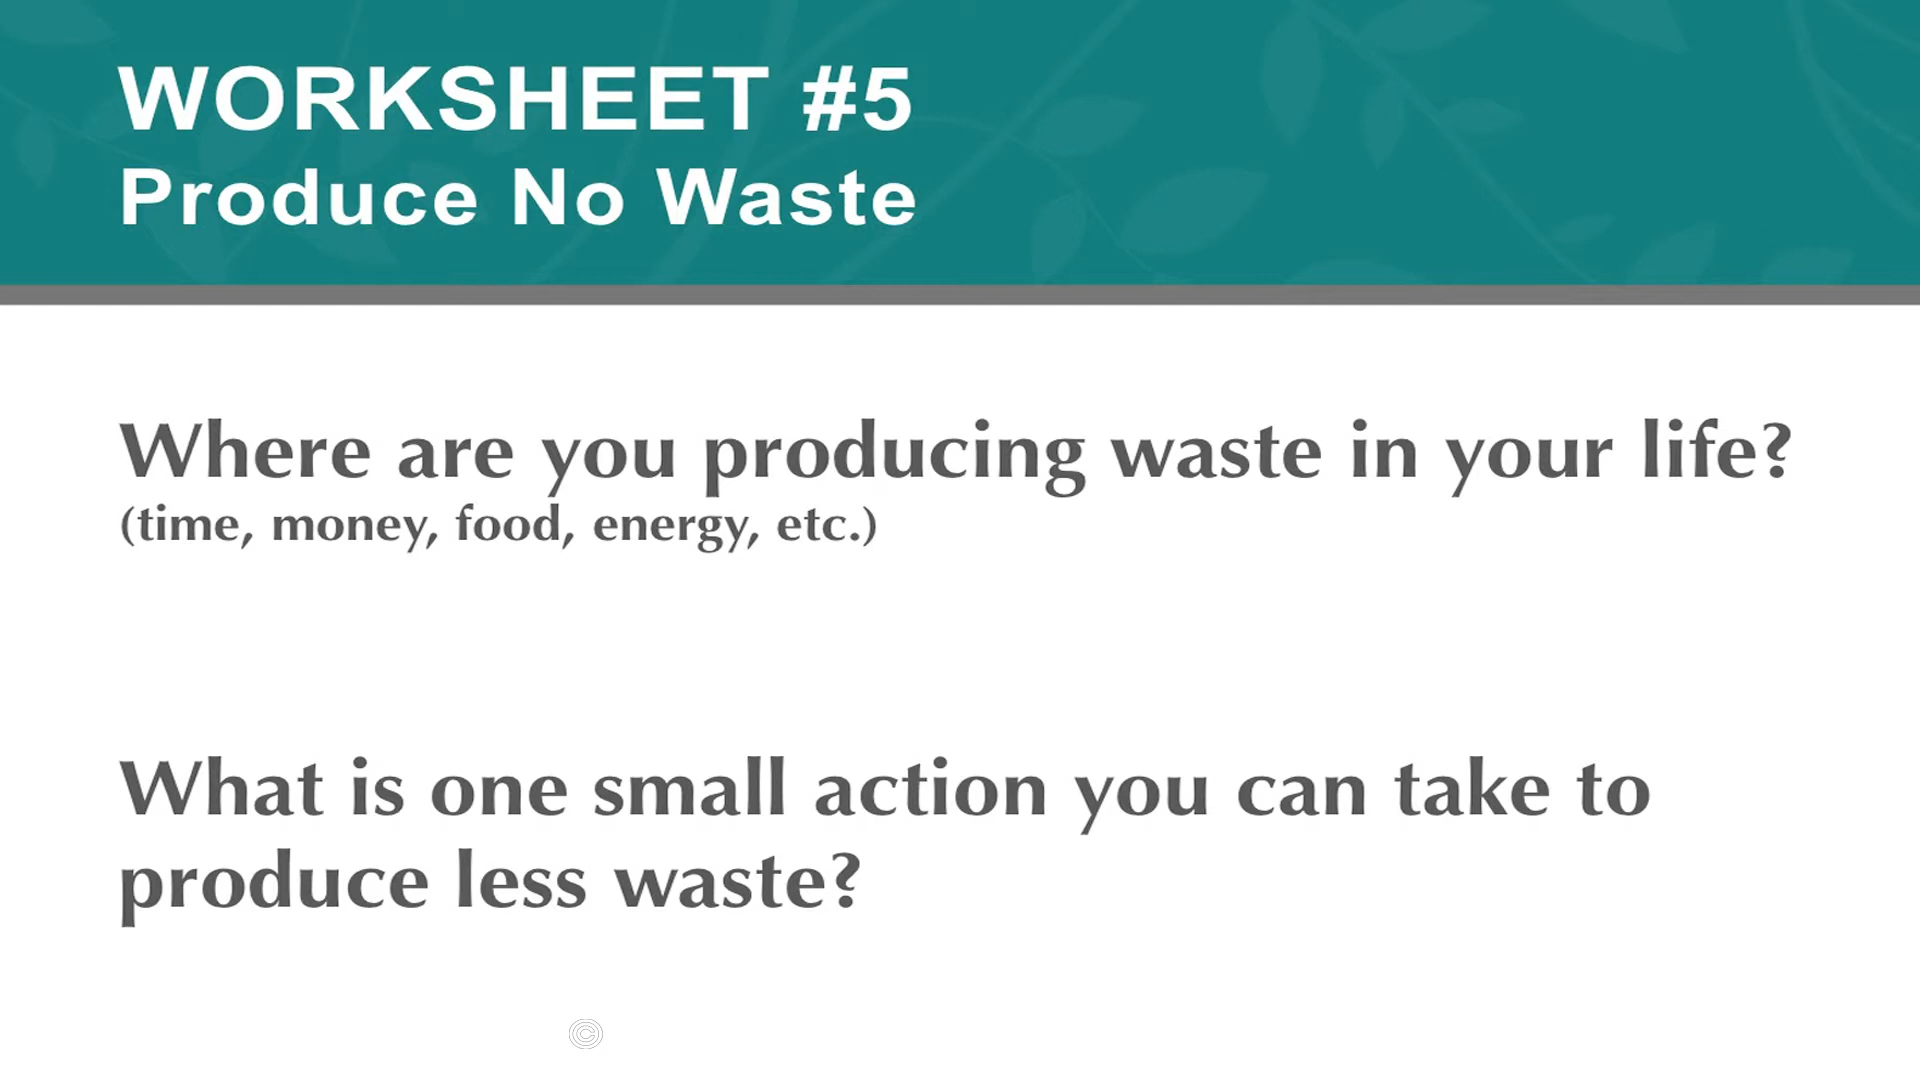 WORKSHEET #5
Produce No Waste
Where are you producing waste in your life?
(time, money, food, energy, etc.)
What is one small action you can take to
produce less waste?
©